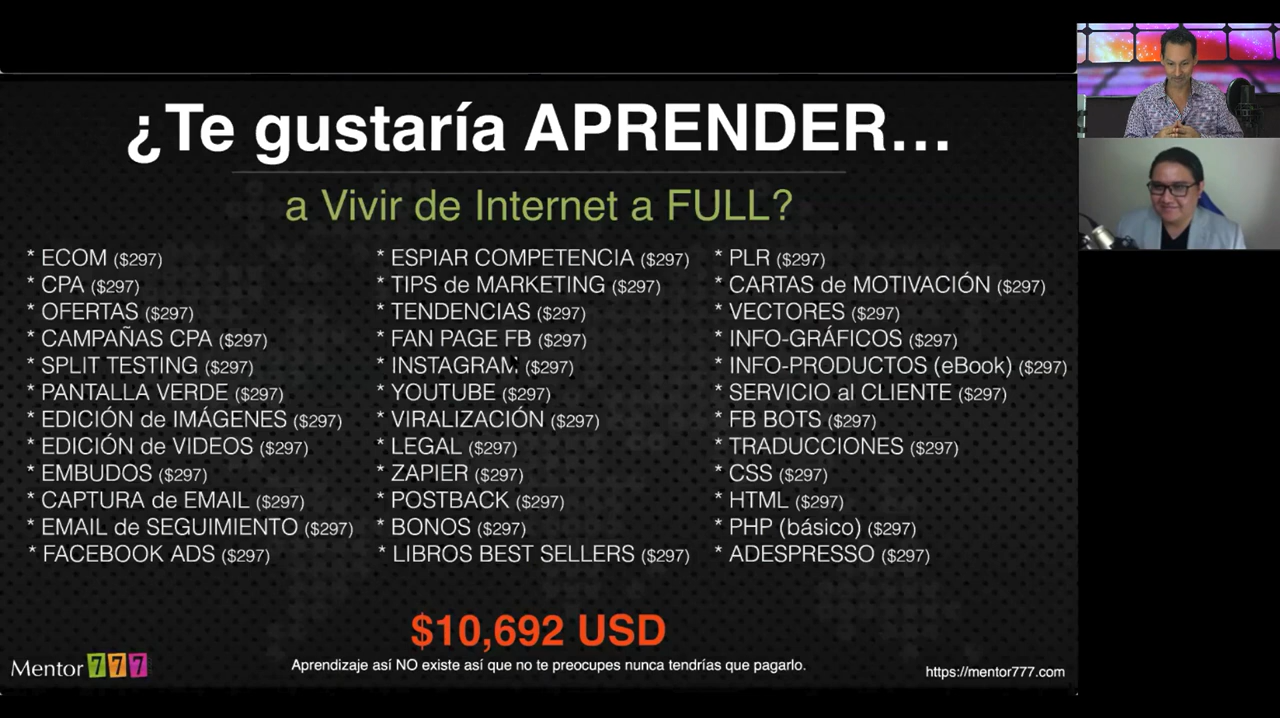 ¿Te gustaría APRENDER...
a Vivir de Internet a FULL?
* ECOM ($297)
* CPA ($297)
* OFERTAS ($297)
* CAMPAÑAS CPA ($297)
* SPLIT TESTING ($297)
* PANTALLA VERDE ($297)
* EDICIÓN de IMÁGENES ($297)
* EDICIÓN de VIDEOS ($297)
* EMBUDOS ($297)
* CAPTURA de EMAIL ($297)
* EMAIL de SEGUIMIENTO ($297)
* FACEBOOK ADS ($297)
* ESPIAR COMPETENCIA ($297)
* TIPS de MARKETING ($297)
* TENDENCIAS ($297)
* FAN PAGE FB ($297)
* INSTAGRAM ($297)
* YOUTUBE ($297)
* VIRALIZACIÓN ($297)
* LEGAL ($297)
* ZAPIER ($297)
* POSTBACK ($297)
* BONOS ($297)
* LIBROS BEST SELLERS ($297)
* PLR ($297)
* CARTAS de MOTIVACIÓN ($297)
* VECTORES ($297)
* INFO-GRÁFICOS ($297)
* INFO-PRODUCTOS (eBook) ($297)
* SERVICIO al CLIENTE ($297)
* FB BOTS ($297)
* TRADUCCIONES ($297)
* CSS ($297)
* HTML ($297)
* PHP (básico) ($297)
* ADESPRESSO ($297)
$10,692 USD
Aprendizaje así NO existe así que no te preocupes nunca tendrías que pagarlo.
Mentor 777
https://mentor777.com